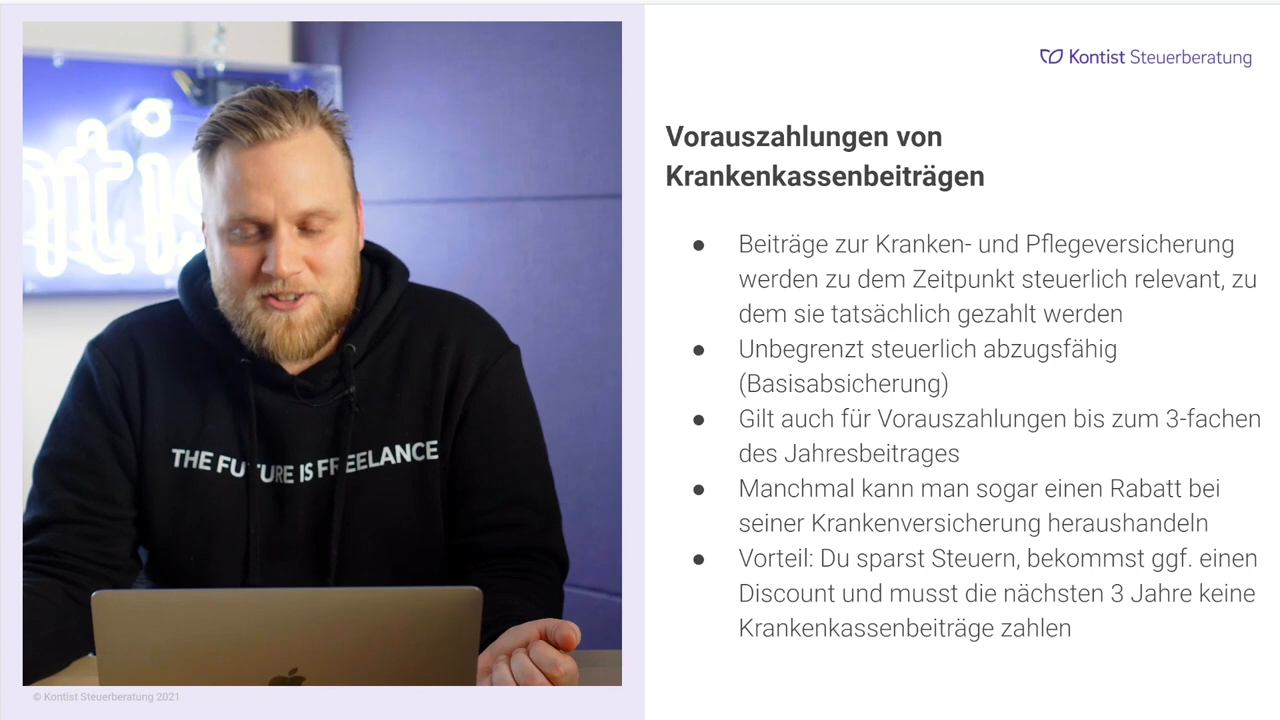 Kontist Steuerberatung
Vorauszahlungen von
Krankenkassenbeiträgen
● Beiträge zur Kranken- und Pflegeversicherung
werden zu dem Zeitpunkt steuerlich relevant, zu
dem sie tatsächlich gezahlt werden
● Unbegrenzt steuerlich abzugsfähig
(Basisabsicherung)
● Gilt auch für Vorauszahlungen bis zum 3-fachen
des Jahresbeitrages
● Manchmal kann man sogar einen Rabatt bei
seiner Krankenversicherung heraushandeln
● Vorteil: Du sparst Steuern, bekommst ggf. einen
Discount und musst die nächsten 3 Jahre keine
Krankenkassenbeiträge zahlen
THE FUTURE IS FREELANCE
© Kontist Steuerberatung 2021